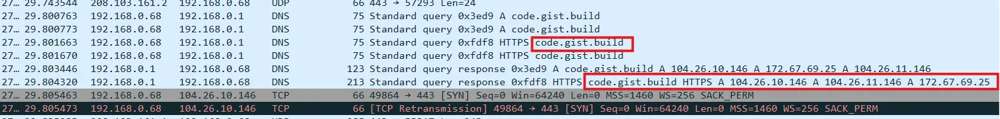 27… 29.743544 208.103.161.2 192.168.0.68 UDP 66 443 → 57293 Len=24
27… 29.800763 192.168.0.68 192.168.0.1 DNS 75 Standard query 0x3ed9 A code.gist.build
27… 29.800773 192.168.0.68 192.168.0.1 DNS 75 Standard query 0x3ed9 A code.gist.build
27… 29.801663 192.168.0.68 192.168.0.1 DNS 75 Standard query 0xfdf8 HTTPS code.gist.build
27… 29.801670 192.168.0.68 192.168.0.1 DNS 75 Standard query 0xfdf8 HTTPS code.gist.build
27… 29.803446 192.168.0.1 192.168.0.68 DNS 123 Standard query response 0x3ed9 A code.gist.build A 104.26.10.146 A 172.67.69.25 A 104.26.11.146
27… 29.804320 192.168.0.1 192.168.0.68 DNS 213 Standard query response 0xfdf8 HTTPS code.gist.build HTTPS A 104.26.10.146 A 104.26.11.146 A 172.67.69.25
27… 29.805463 192.168.0.68 104.26.10.146 TCP 66 49864 → 443 [SYN] Seq=0 Win=64240 Len=0 MSS=1460 WS=256 SACK_PERM
27… 29.805473 192.168.0.68 104.26.10.146 TCP 66 [TCP Retransmission] 49864 → 443 [SYN] Seq=0 Win=64240 Len=0 MSS=1460 WS=256 SACK_PERM